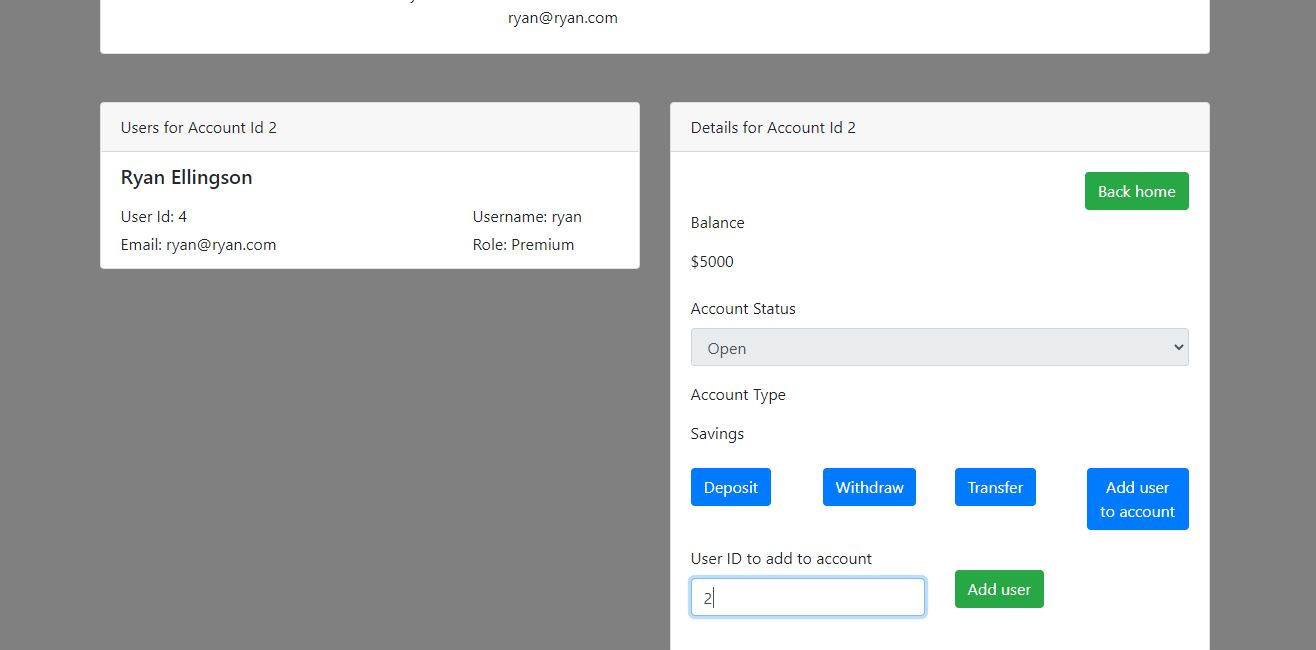 ryan@ryan.com
Users for Account Id 2
Ryan Ellingson
User Id: 4
Username: ryan
Email: ryan@ryan.com
Role: Premium
Details for Account Id 2
Back home
Balance
$5000
Account Status
Open
Account Type
Savings
Deposit
Withdraw
Transfer
Add user
to account
User ID to add to account
2
Add user